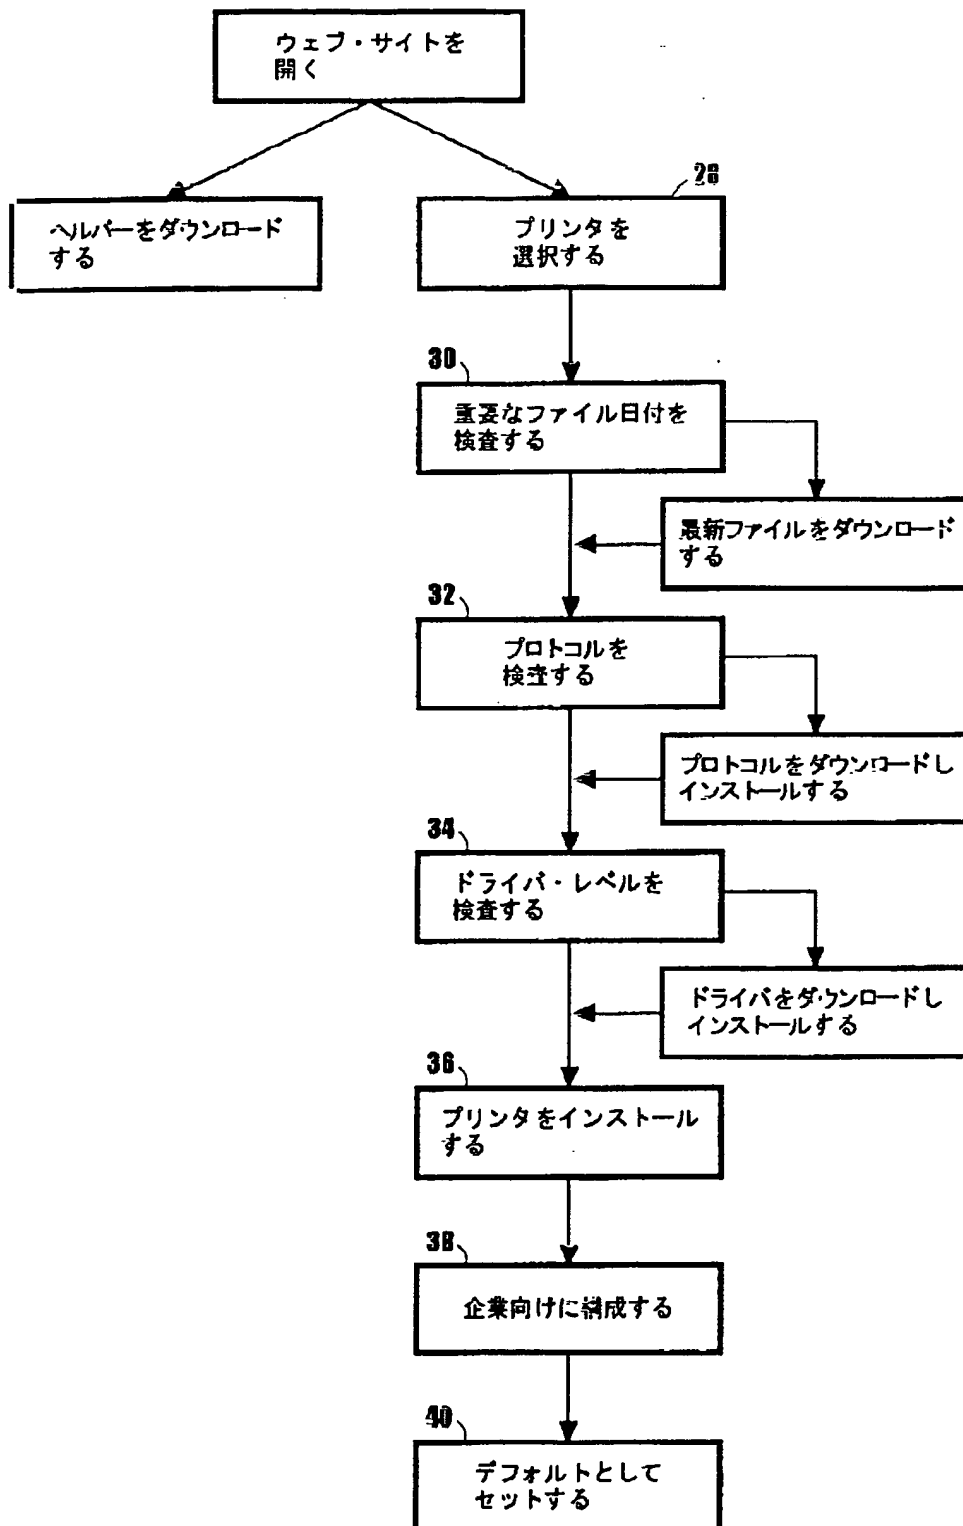 ウェブ・サイトを
開く
ヘルパーをダウンロード
する
28
プリンタを
選択する
30
重要なファイル日付を
検査する
最新ファイルをダウンロード
する
32
プロトコルを
検査する
プロトコルをダウンロードし
インストールする
34
ドライバ・レベルを
検査する
ドライバをダウンロードし
インストールする
36
プリンタをインストール
する
38
企業向けに構成する
40
デフォルトとして
セットする